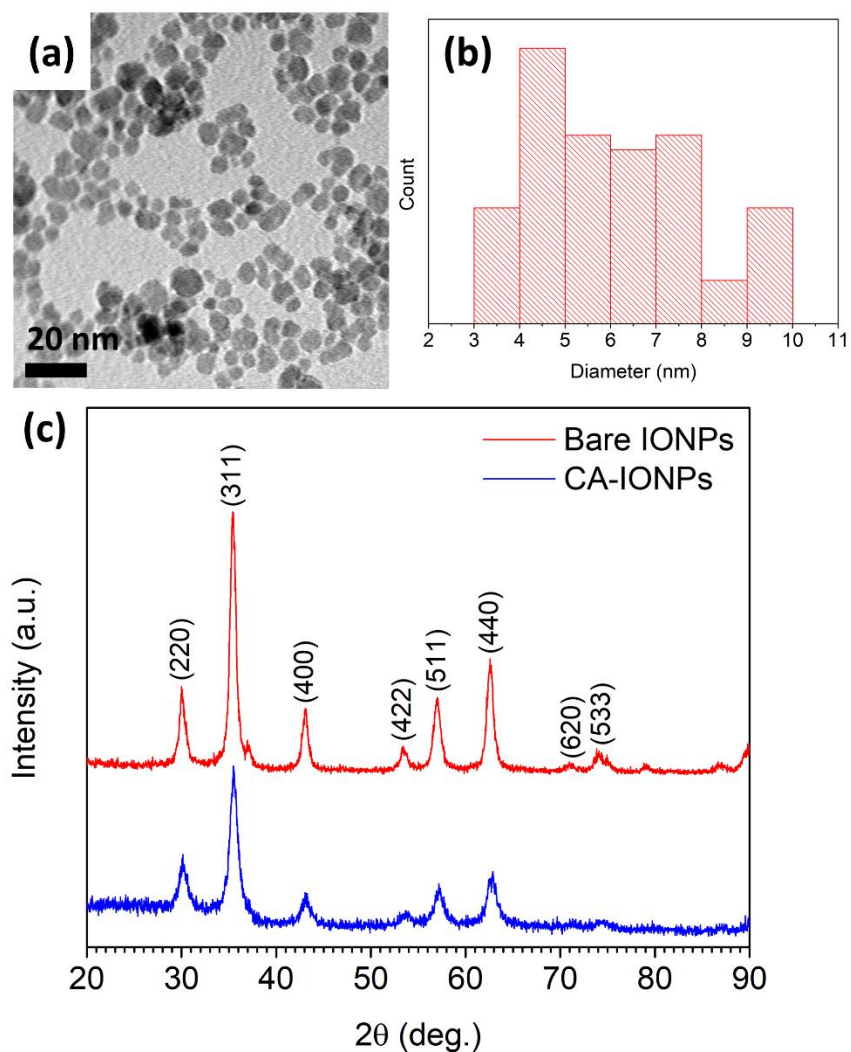 (a)
20 nm
(b)
Count
2 3 4 5 6 7 8 9 10 11
Diameter (nm)
(c)
Bare IONPs
CA-IONPs
(220)
(311)
(400)
(422)
(511)
(440)
(620)
(533)
Intensity (a.u.)
20 30 40 50 60 70 80 90
2θ (deg.)